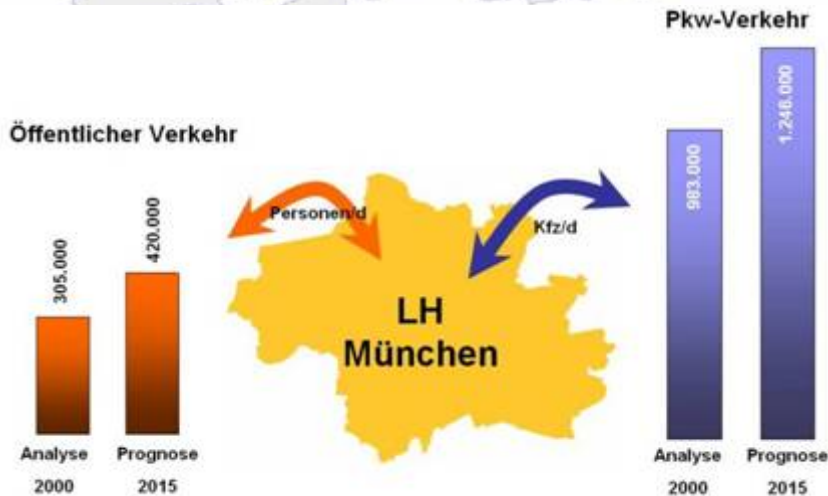 Pkw-Verkehr
Öffentlicher Verkehr
305.000
420.000
Personen/d
Kfz/d
983.000
1.246.000
LH
München
Analyse
2000
Prognose
2015
Analyse
2000
Prognose
2015